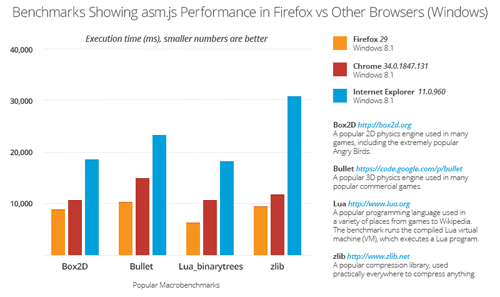 Benchmarks Showing asm.js Performance in Firefox vs Other Browsers (Windows)
Execution time (ms), smaller numbers are better
40,000
30,000
20,000
10,000
Box2D
Bullet
Lua_binarytrees
zlib
Popular Macrobenchmarks
Firefox 29
Windows 8.1
Chrome 34.0.1847.131
Windows 8.1
Internet Explorer 11.0.960
Windows 8.1
Box2D http://box2d.org
A popular 2D physics engine used in many
games, including the extremely popular
Angry Birds.
Bullet https://code.google.com/p/bullet
A popular 3D physics engine used in many
popular commercial games.
Lua http://www.luo.org
A popular programming language used in
a variety of places from games to Wikipedia.
The benchmark runs the compiled Lua virtual
machine (VM), which executes a Lua program.
zlib http://www.zlib.net
A popular compression library, used
practically everywhere to compress anything.